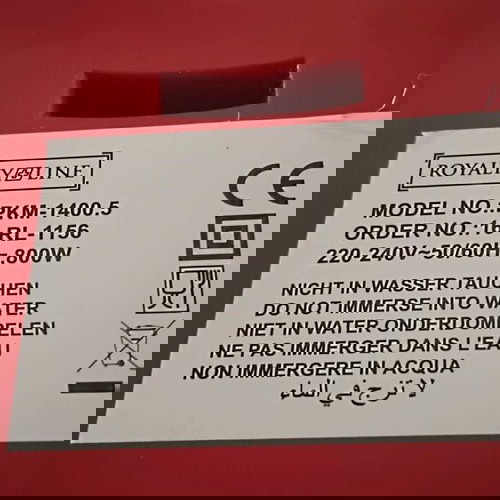 ROYALTY LINE
CE
MODEL NO.:PKM-1400.5
ORDER NO.:16-RL-1156
220-240V~50/60Hz-800W
NICHT IN WASSER TAUCHEN
DO NOT IMMERSE INTO WATER
NIET IN WATER ONDERDOMPELEN
NE PAS IMMERGER DANS L'EAU
NON IMMERGERE IN ACQUA